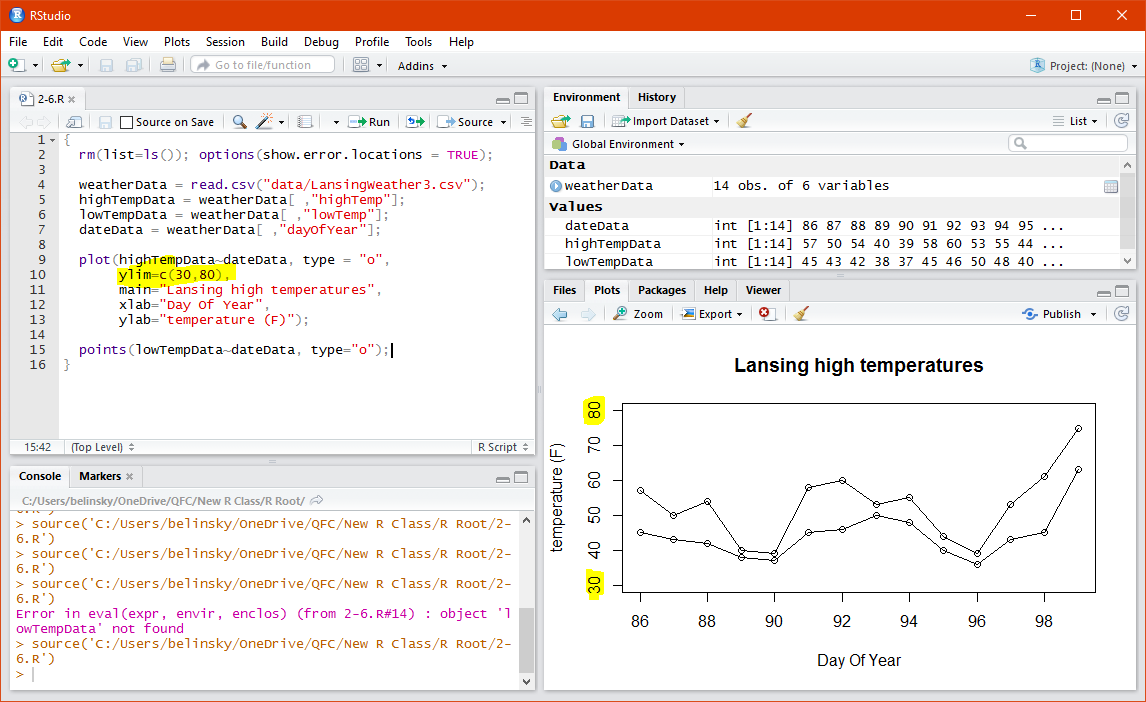 RStudio
File Edit Code View Plots Session Build Debug Profile Tools Help
Go to file/function Addins Project: (None)
2-6.R
Source on Save Run Source
1 {
2 rm(list=ls()); options(show.error.locations = TRUE);
3
4 weatherData = read.csv("data/LansingWeather3.csv");
5 highTempData = weatherData[ ,"highTemp"];
6 lowTempData = weatherData[ ,"lowTemp"];
7 dateData = weatherData[ ,"dayOfYear"];
8
9 plot(highTempData~dateData, type = "o",
10 ylim=c(30,80),
11 main="Lansing high temperatures",
12 xlab="Day Of Year",
13 ylab="temperature (F)");
14
15 points(lowTempData~dateData, type="o");
16 }
15:42 (Top Level) R Script
Console Markers
C:/Users/belinsky/OneDrive/QFC/New R Class/R Root/
> source('C:/Users/belinsky/OneDrive/QFC/New R Class/R Root/2-
6.R')
> source('C:/Users/belinsky/OneDrive/QFC/New R Class/R Root/2-
6.R')
> source('C:/Users/belinsky/OneDrive/QFC/New R Class/R Root/2-
6.R')
Error in eval(expr, envir, enclos) (from 2-6.R#14) : object 'l
owTempData' not found
> source('C:/Users/belinsky/OneDrive/QFC/New R Class/R Root/2-
6.R')
>
Environment History
Import Dataset List
Global Environment
Data
weatherData 14 obs. of 6 variables
Values
dateData int [1:14] 86 87 88 89 90 91 92 93 94 95 ...
highTempData int [1:14] 57 50 54 40 39 58 60 53 55 44 ...
lowTempData int [1:14] 45 43 42 38 37 45 46 50 48 40 ...
Files Plots Packages Help Viewer
Zoom Export Publish
Lansing high temperatures
temperature (F)
80
70
60
50
40
30
86 88 90 92 94 96 98
Day Of Year